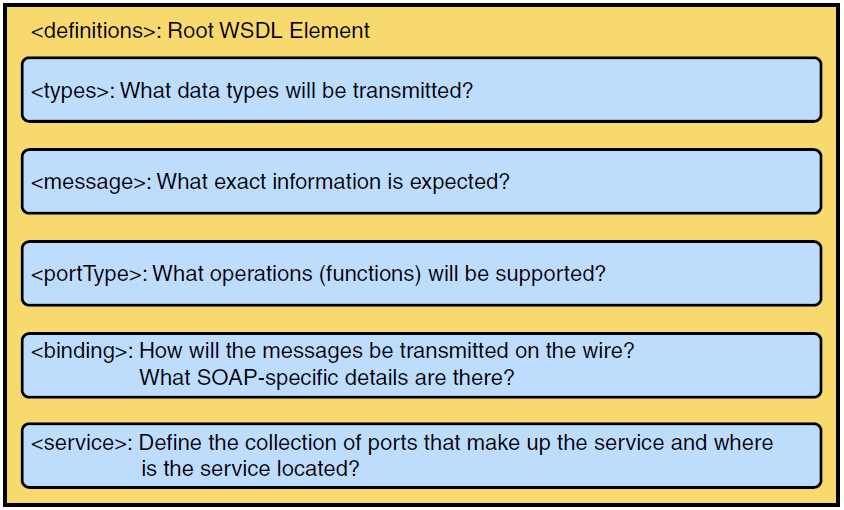 <definitions>: Root WSDL Element
<types>: What data types will be transmitted?
<message>: What exact information is expected?
<portType>: What operations (functions) will be supported?
<binding>: How will the messages be transmitted on the wire?
What SOAP-specific details are there?
<service>: Define the collection of ports that make up the service and where
is the service located?